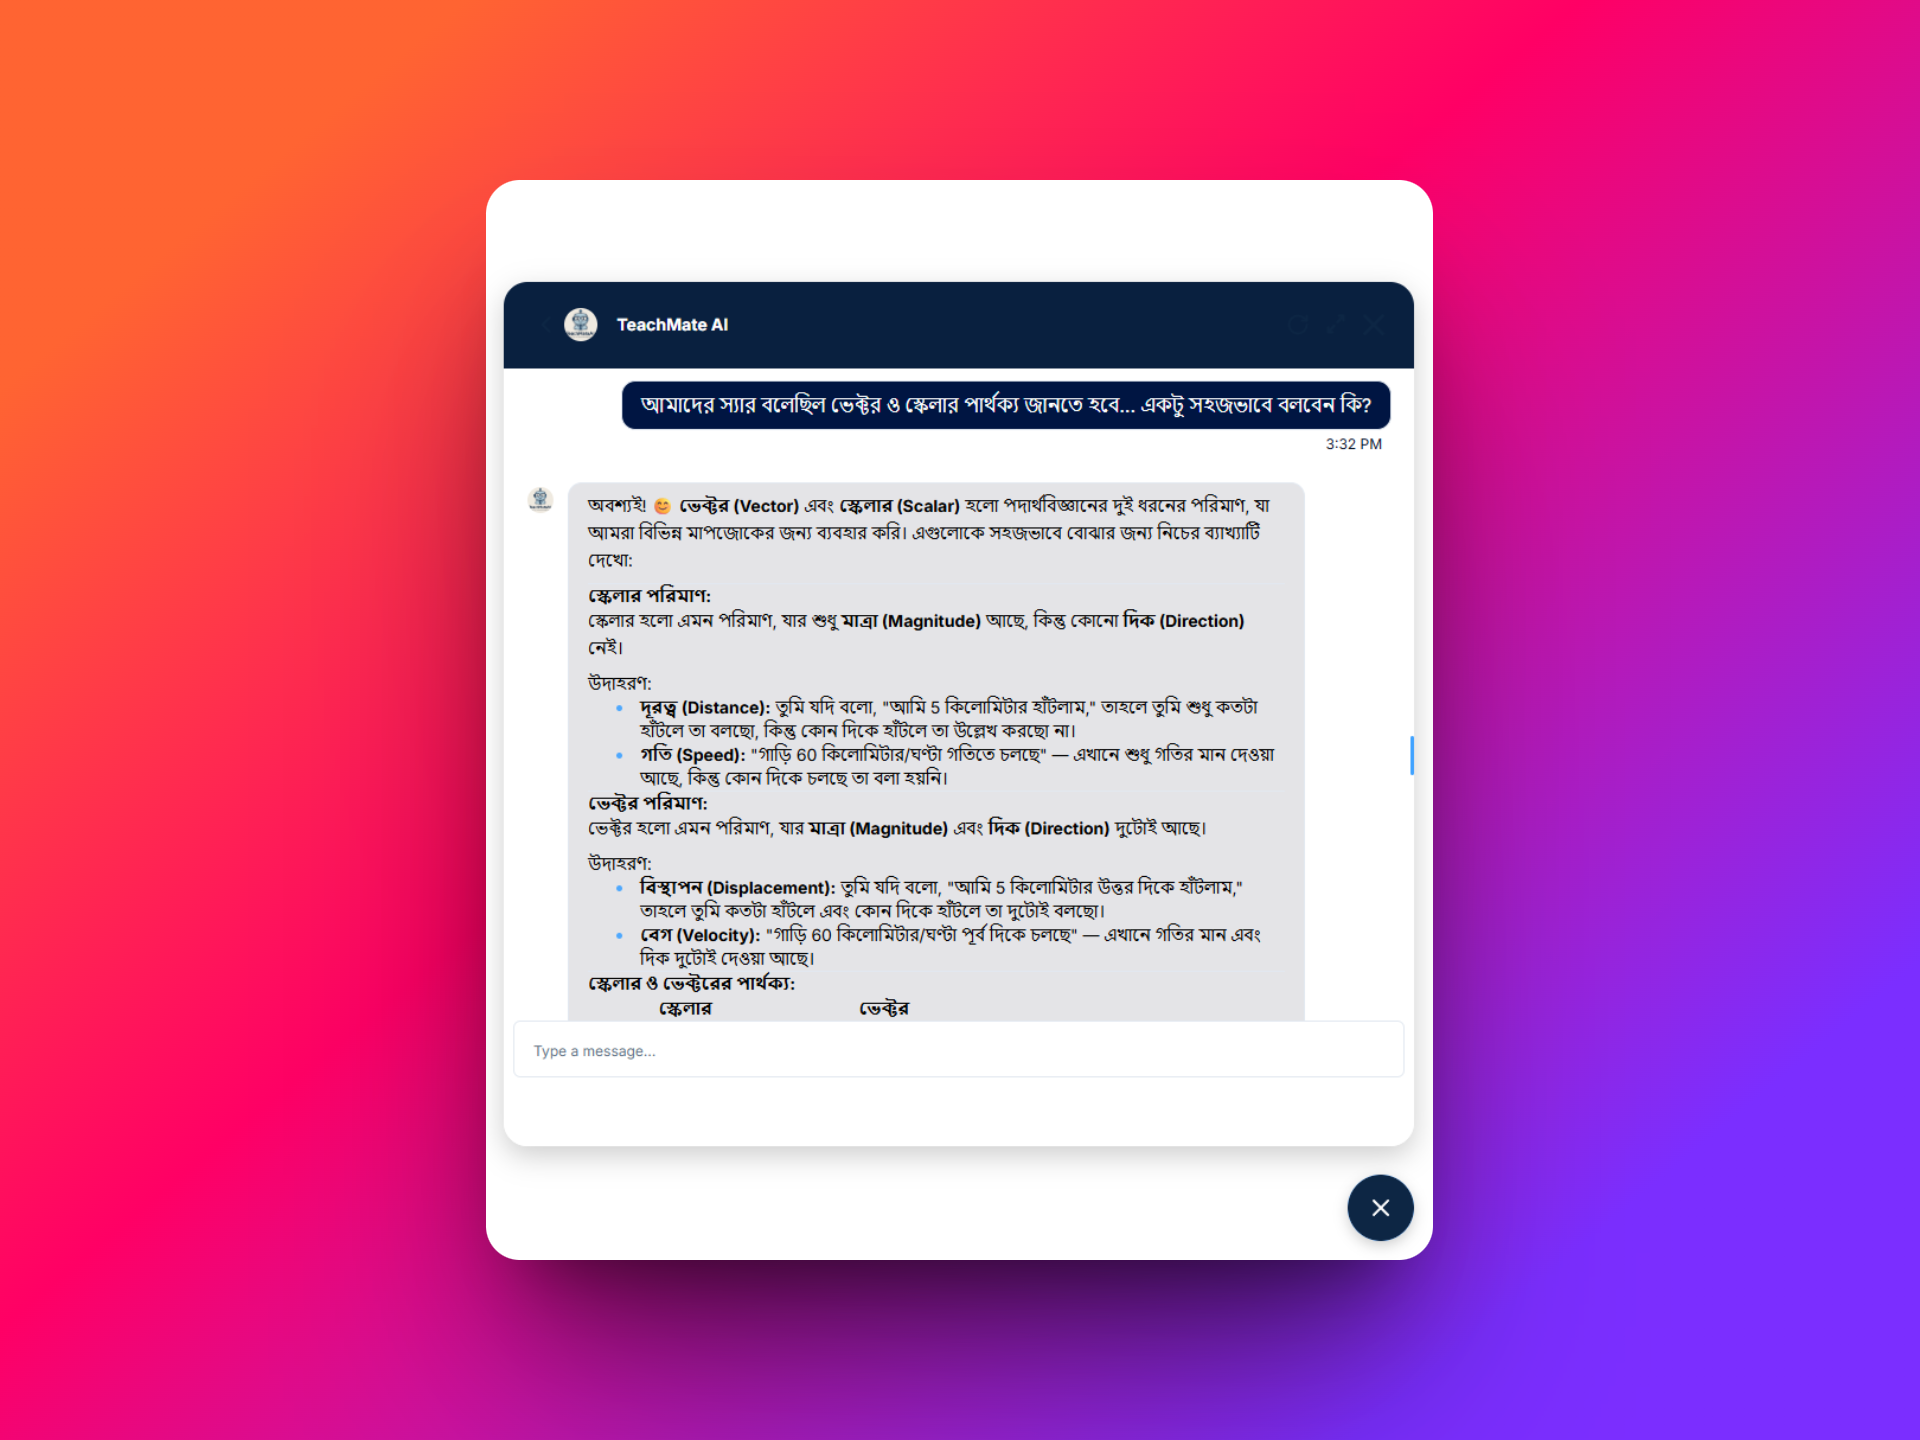 TeachMate AI
আমাদের স্যার বলেছিল ভেক্টর ও স্কেলার পার্থক্য জানতে হবে... একটু সহজভাবে বলবেন কি?
3:32 PM
অবশ্যই! 😊 ভেক্টর (Vector) এবং স্কেলার (Scalar) হলো পদার্থবিজ্ঞানের দুই ধরনের পরিমাণ, যা
আমরা বিভিন্ন মাপজোকের জন্য ব্যবহার করি। এগুলোকে সহজভাবে বোঝার জন্য নিচের ব্যাখ্যাটি
দেখো:
স্কেলার পরিমাণ:
স্কেলার হলো এমন পরিমাণ, যার শুধু মাত্রা (Magnitude) আছে, কিন্তু কোনো দিক (Direction)
নেই।
উদাহরণ:
• দূরত্ব (Distance): তুমি যদি বলো, "আমি 5 কিলোমিটার হাঁটলাম," তাহলে তুমি শুধু কতটা
হাঁটলে তা বলছো, কিন্তু কোন দিকে হাঁটলে তা উল্লেখ করছো না।
• গতি (Speed): "গাড়ি 60 কিলোমিটার/ঘণ্টা গতিতে চলছে" — এখানে শুধু গতির মান দেওয়া
আছে, কিন্তু কোন দিকে চলছে তা বলা হয়নি।
ভেক্টর পরিমাণ:
ভেক্টর হলো এমন পরিমাণ, যার মাত্রা (Magnitude) এবং দিক (Direction) দুটোই আছে।
উদাহরণ:
• বিস্থাপন (Displacement): তুমি যদি বলো, "আমি 5 কিলোমিটার উত্তর দিকে হাঁটলাম,"
তাহলে তুমি কতটা হাঁটলে এবং কোন দিকে হাঁটলে তা দুটোই বলছো।
• বেগ (Velocity): "গাড়ি 60 কিলোমিটার/ঘণ্টা পূর্ব দিকে চলছে" — এখানে গতির মান এবং
দিক দুটোই দেওয়া আছে।
স্কেলার ও ভেক্টরের পার্থক্য:
স্কেলার ভেক্টর
Type a message...